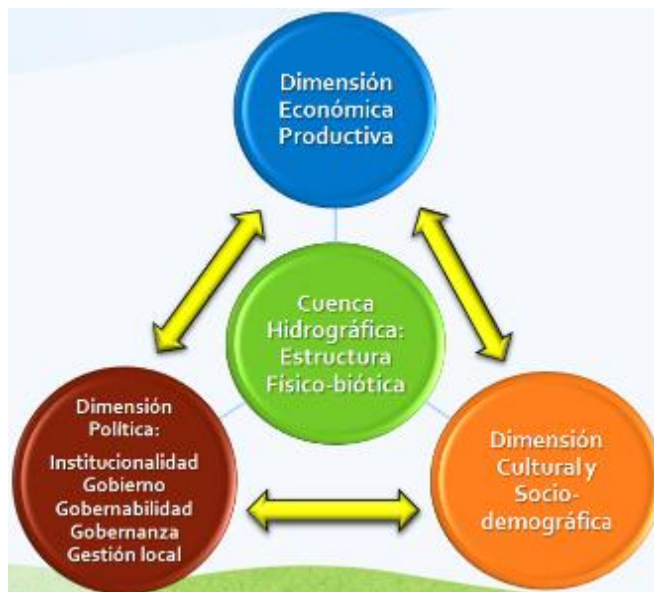 Dimensión
Económica
Productiva
Cuenca
Hidrográfica:
Estructura
Físico-biótica
Dimensión
Política:
Institucionalidad
Gobierno
Gobernabilidad
Gobernanza
Gestión local
Dimensión
Cultural y
Socio-
demográfica